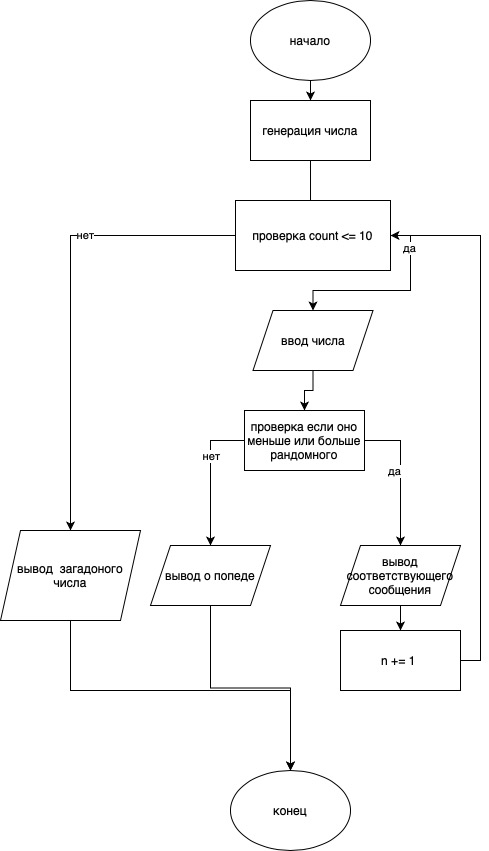 начало
генерация числа
проверка count <= 10
нет
да
ввод числа
проверка если оно
меньше или больше
рандомного
нет
да
вывод загадоного
числа
вывод о попеде
вывод
соответствующего
сообщения
n += 1
конец